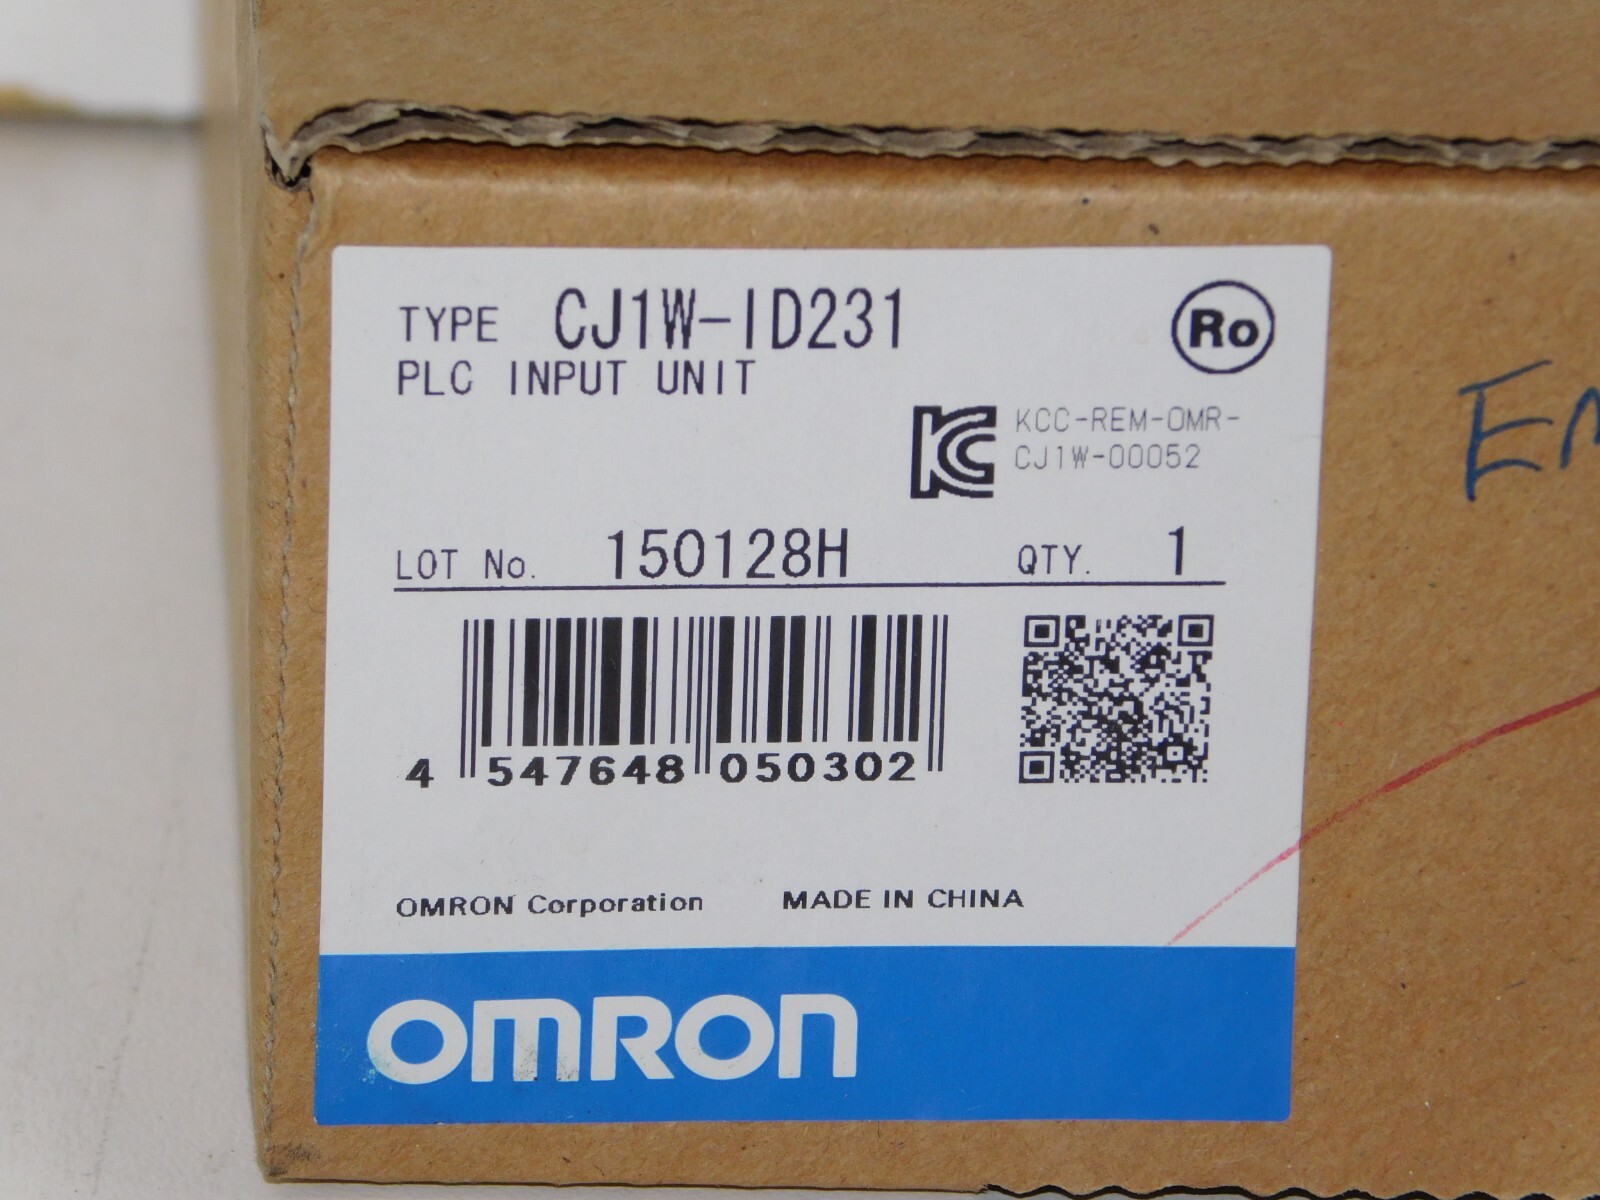 TYPE CJ1W-ID231
Ro
PLC INPUT UNIT
KCC-REM-OMR-
CJ1W-00052
LOT No. 150128H QTY. 1
4 547648 050302
OMRON Corporation MADE IN CHINA
OMRON